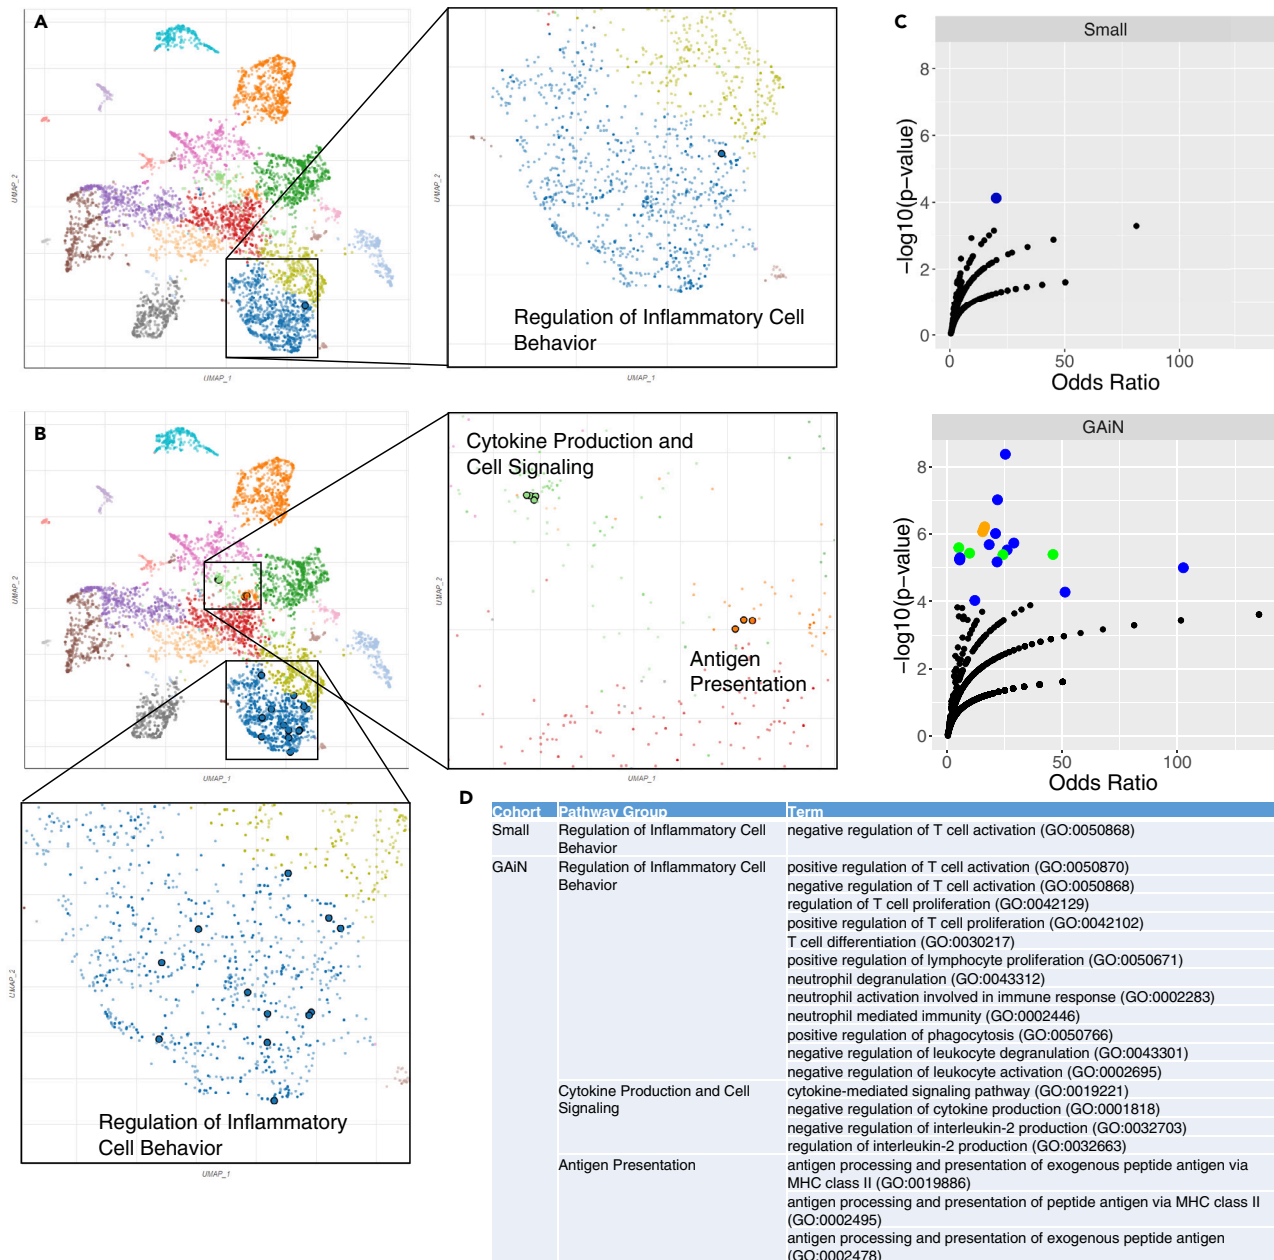 A
UMAP_2
UMAP_1
Regulation of Inflammatory Cell
Behavior
UMAP_1
C
Small
8
6
4
2
0
−log10(p−value)
0
50
100
Odds Ratio
B
UMAP_2
UMAP_1
Cytokine Production and
Cell Signaling
Antigen
Presentation
UMAP_2
UMAP_1
GAiN
8
6
4
2
0
−log10(p−value)
0
50
100
Odds Ratio
UMAP_2
Regulation of Inflammatory
Cell Behavior
UMAP_1
D
Cohort Pathway Group Term
Small Regulation of Inflammatory Cell negative regulation of T cell activation (GO:0050868)
Behavior
GAiN Regulation of Inflammatory Cell positive regulation of T cell activation (GO:0050870)
Behavior negative regulation of T cell activation (GO:0050868)
regulation of T cell proliferation (GO:0042129)
positive regulation of T cell proliferation (GO:0042102)
T cell differentiation (GO:0030217)
positive regulation of lymphocyte proliferation (GO:0050671)
neutrophil degranulation (GO:0043312)
neutrophil activation involved in immune response (GO:0002283)
neutrophil mediated immunity (GO:0002446)
positive regulation of phagocytosis (GO:0050766)
negative regulation of leukocyte degranulation (GO:0043301)
negative regulation of leukocyte activation (GO:0002695)
Cytokine Production and Cell cytokine-mediated signaling pathway (GO:0019221)
Signaling negative regulation of cytokine production (GO:0001818)
negative regulation of interleukin-2 production (GO:0032703)
regulation of interleukin-2 production (GO:0032663)
Antigen Presentation antigen processing and presentation of exogenous peptide antigen via
MHC class II (GO:0019886)
antigen processing and presentation of peptide antigen via MHC class II
(GO:0002495)
antigen processing and presentation of exogenous peptide antigen
(GO:0002478)